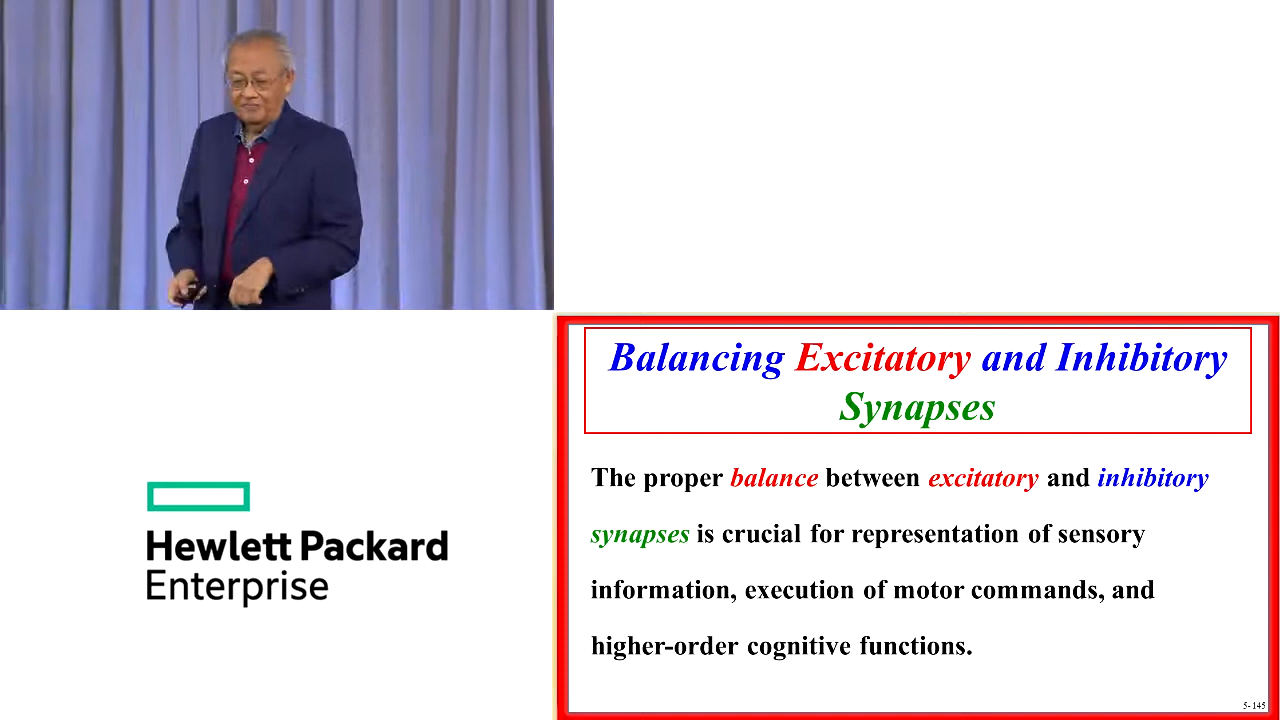 Hewlett Packard
Enterprise
Balancing Excitatory and Inhibitory
Synapses
The proper balance between excitatory and inhibitory
synapses is crucial for representation of sensory
information, execution of motor commands, and
higher-order cognitive functions.
5- 145